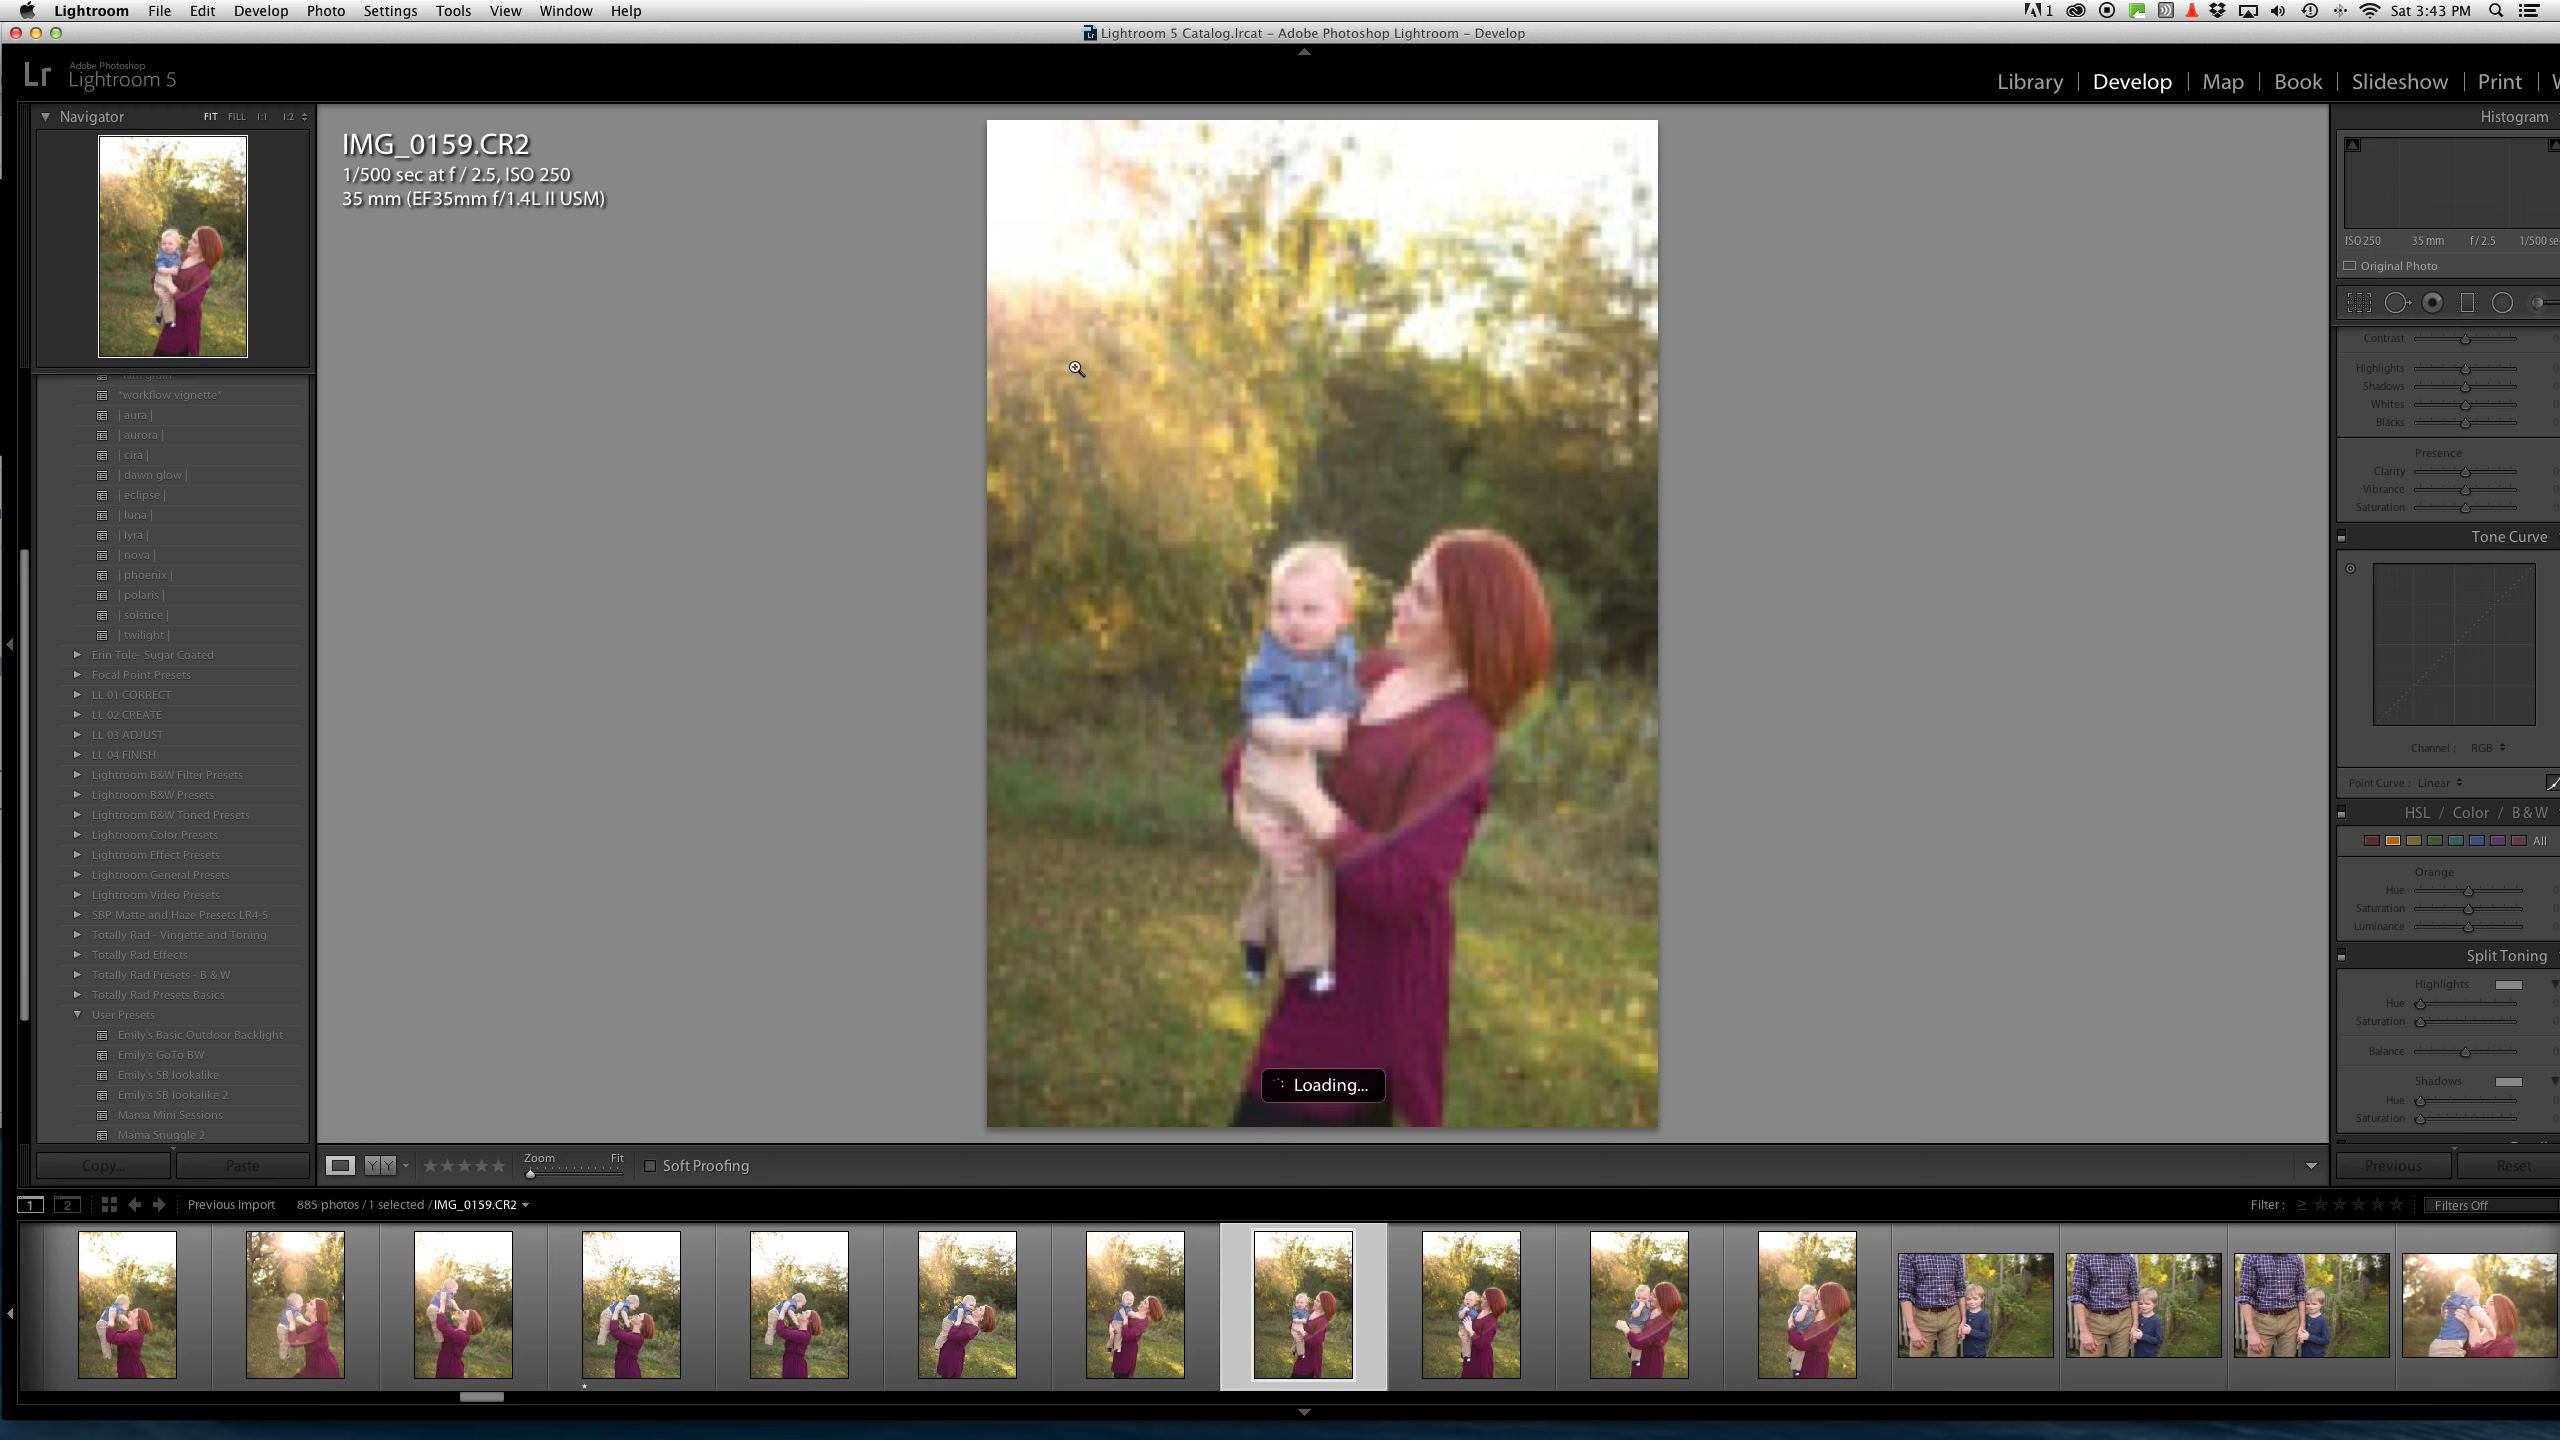 Lightroom File Edit Develop Photo Settings Tools View Window Help
1 Sat 3:43 PM
Lightroom 5 Catalog.lrcat – Adobe Photoshop Lightroom – Develop
Lr Adobe Photoshop
Lightroom 5
Library | Develop | Map | Book | Slideshow | Print |
Navigator FIT FILL 1:1 1:2
IMG_0159.CR2
1/500 sec at f / 2.5, ISO 250
35 mm (EF35mm f/1.4L II USM)
"workflow vignette"
| aura |
| aurora |
| cira |
| dawn glow |
| eclipse |
| luna |
| lyra |
| nova |
| phoenix |
| polaris |
| solstice |
| twilight |
Erin Tole- Sugar Coated
Focal Point Presets
LL 01 CORRECT
LL 02 CREATE
LL 03 ADJUST
LL 04 FINISH
Lightroom B&W Filter Presets
Lightroom B&W Presets
Lightroom B&W Toned Presets
Lightroom Color Presets
Lightroom Effect Presets
Lightroom General Presets
Lightroom Video Presets
SBP Matte and Haze Presets LR4-5
Totally Rad - Vingette and Toning
Totally Rad Effects
Totally Rad Presets - B & W
Totally Rad Presets Basics
User Presets
Emily's Basic Outdoor Backlight
Emily's GoTo BW
Emily's SB lookalike
Emily's SB lookalike 2
Mama Mini Sessions
Mama Snuggle 2
Copy... Paste
Loading...
Histogram
ISO 250 35 mm f / 2.5 1/500 se
Original Photo
Contrast
Highlights
Shadows
Whites
Blacks
Presence
Clarity
Vibrance
Saturation
Tone Curve
Channel : RGB
Point Curve : Linear
HSL / Color / B & W
All
Orange
Hue
Saturation
Luminance
Split Toning
Highlights
Hue
Saturation
Balance
Shadows
Hue
Saturation
Previous Reset
YY Zoom Fit Soft Proofing
1 2 Previous Import 885 photos / 1 selected / IMG_0159.CR2 Filter : ≥ Filters Off